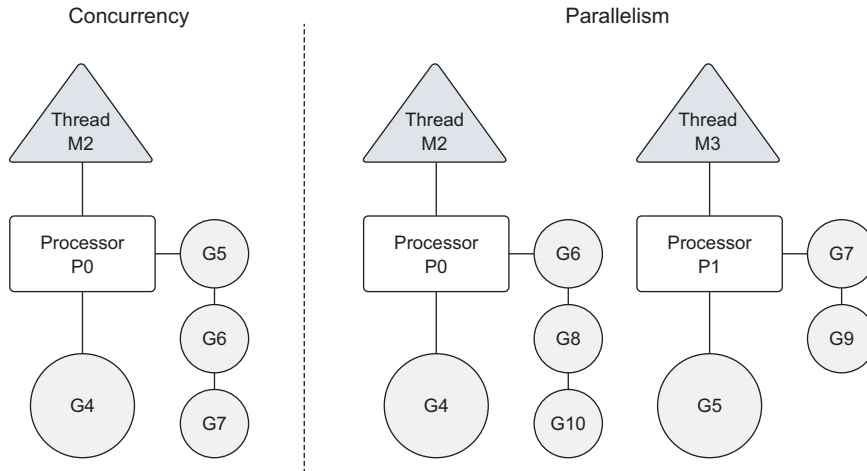 Concurrency
Thread
M2
Processor
P0
G5
G6
G7
G4
Parallelism
Thread
M2
Processor
P0
G6
G8
G10
G4
Thread
M3
Processor
P1
G7
G9
G5